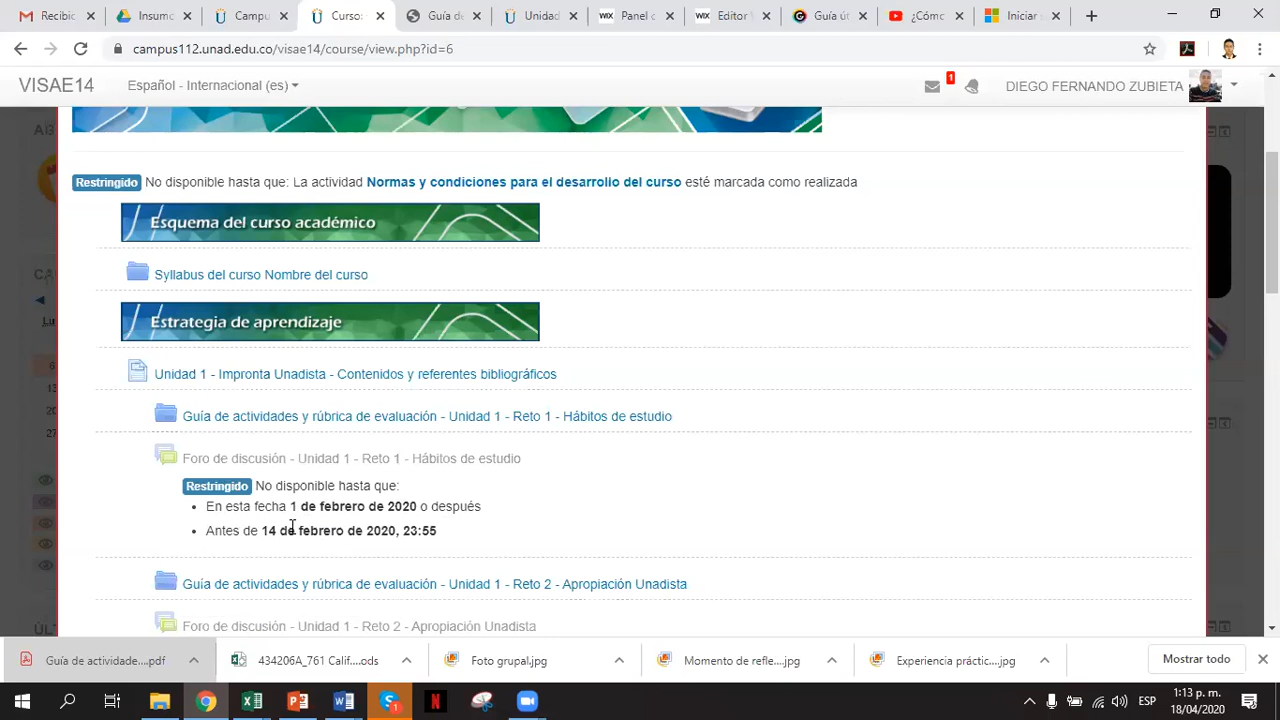 Recibic
Insumo
Campu
Curso:
Guía de
Unidad
Panel c
Editor
Guía út
¿Cómo
Iniciar s
campus112.unad.edu.co/visae14/course/view.php?id=6
VISAE14
Español - Internacional (es)
1
DIEGO FERNANDO ZUBIETA
Restringido No disponible hasta que: La actividad Normas y condiciones para el desarrollo del curso esté marcada como realizada
Esquema del curso académico
Syllabus del curso Nombre del curso
Estrategia de aprendizaje
Unidad 1 - Impronta Unadista - Contenidos y referentes bibliográficos
Guía de actividades y rúbrica de evaluación - Unidad 1 - Reto 1 - Hábitos de estudio
Foro de discusión - Unidad 1 - Reto 1 - Hábitos de estudio
Restringido No disponible hasta que:
• En esta fecha 1 de febrero de 2020 o después
• Antes de 14 de febrero de 2020, 23:55
Guía de actividades y rúbrica de evaluación - Unidad 1 - Reto 2 - Apropiación Unadista
Foro de discusión - Unidad 1 - Reto 2 - Apropiación Unadista
Guía de actividade....pdf
434206A_761 Calif....ods
Foto grupal.jpg
Momento de refle....jpg
Experiencia práctic....jpg
Mostrar todo
ESP
1:13 p. m.
18/04/2020